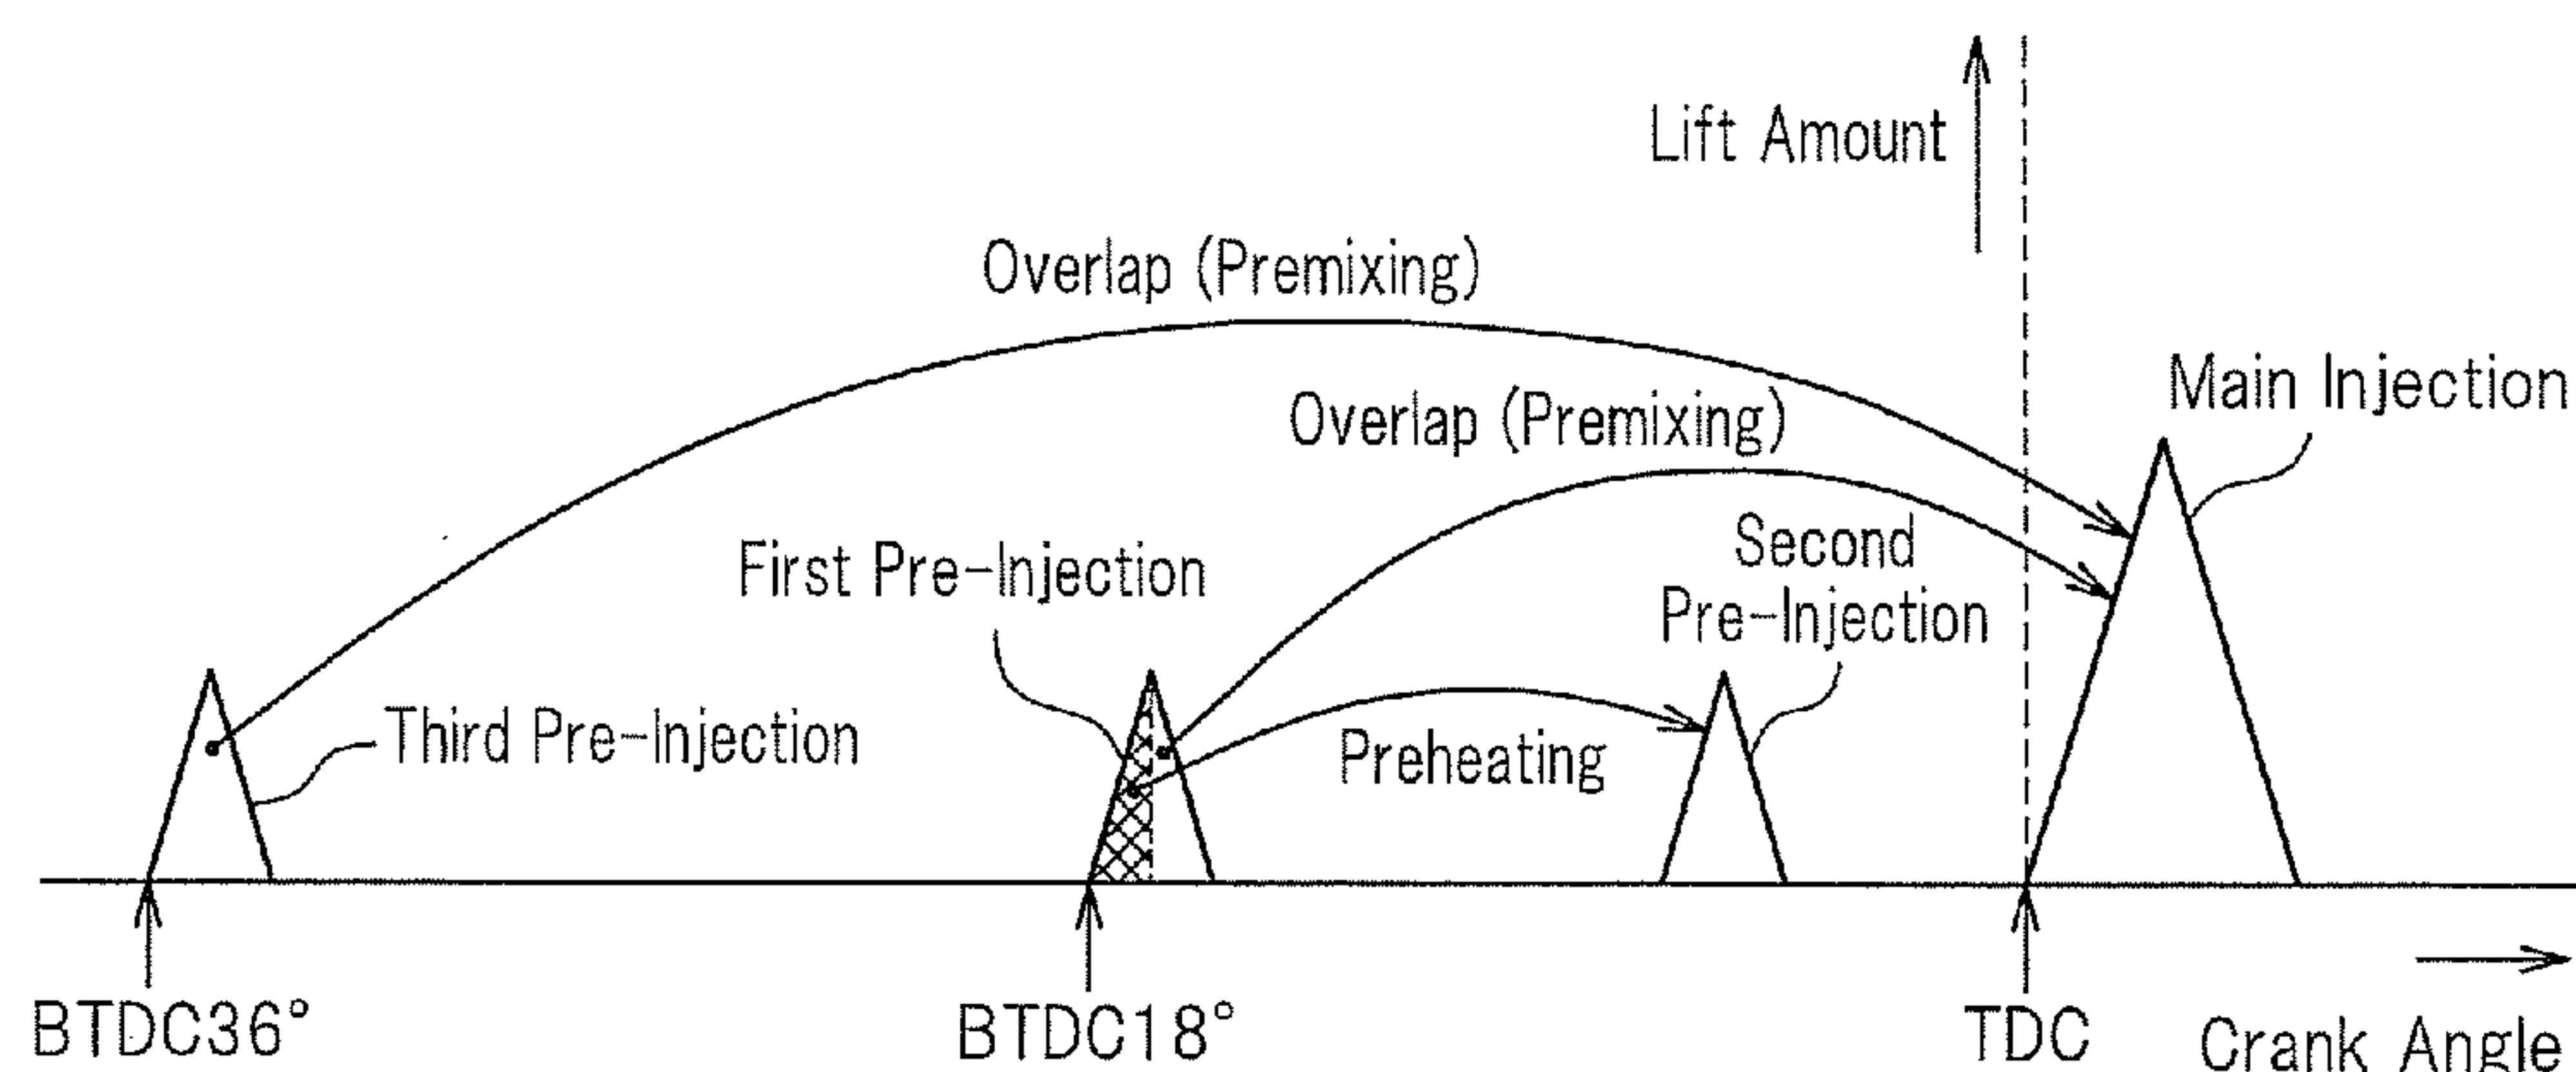 Lift Amount
Overlap (Premixing)
Main Injection
Overlap (Premixing)
Second
Pre-Injection
First Pre-Injection
Third Pre-Injection
Preheating
BTDC36°
BTDC18°
TDC
Crank Angle